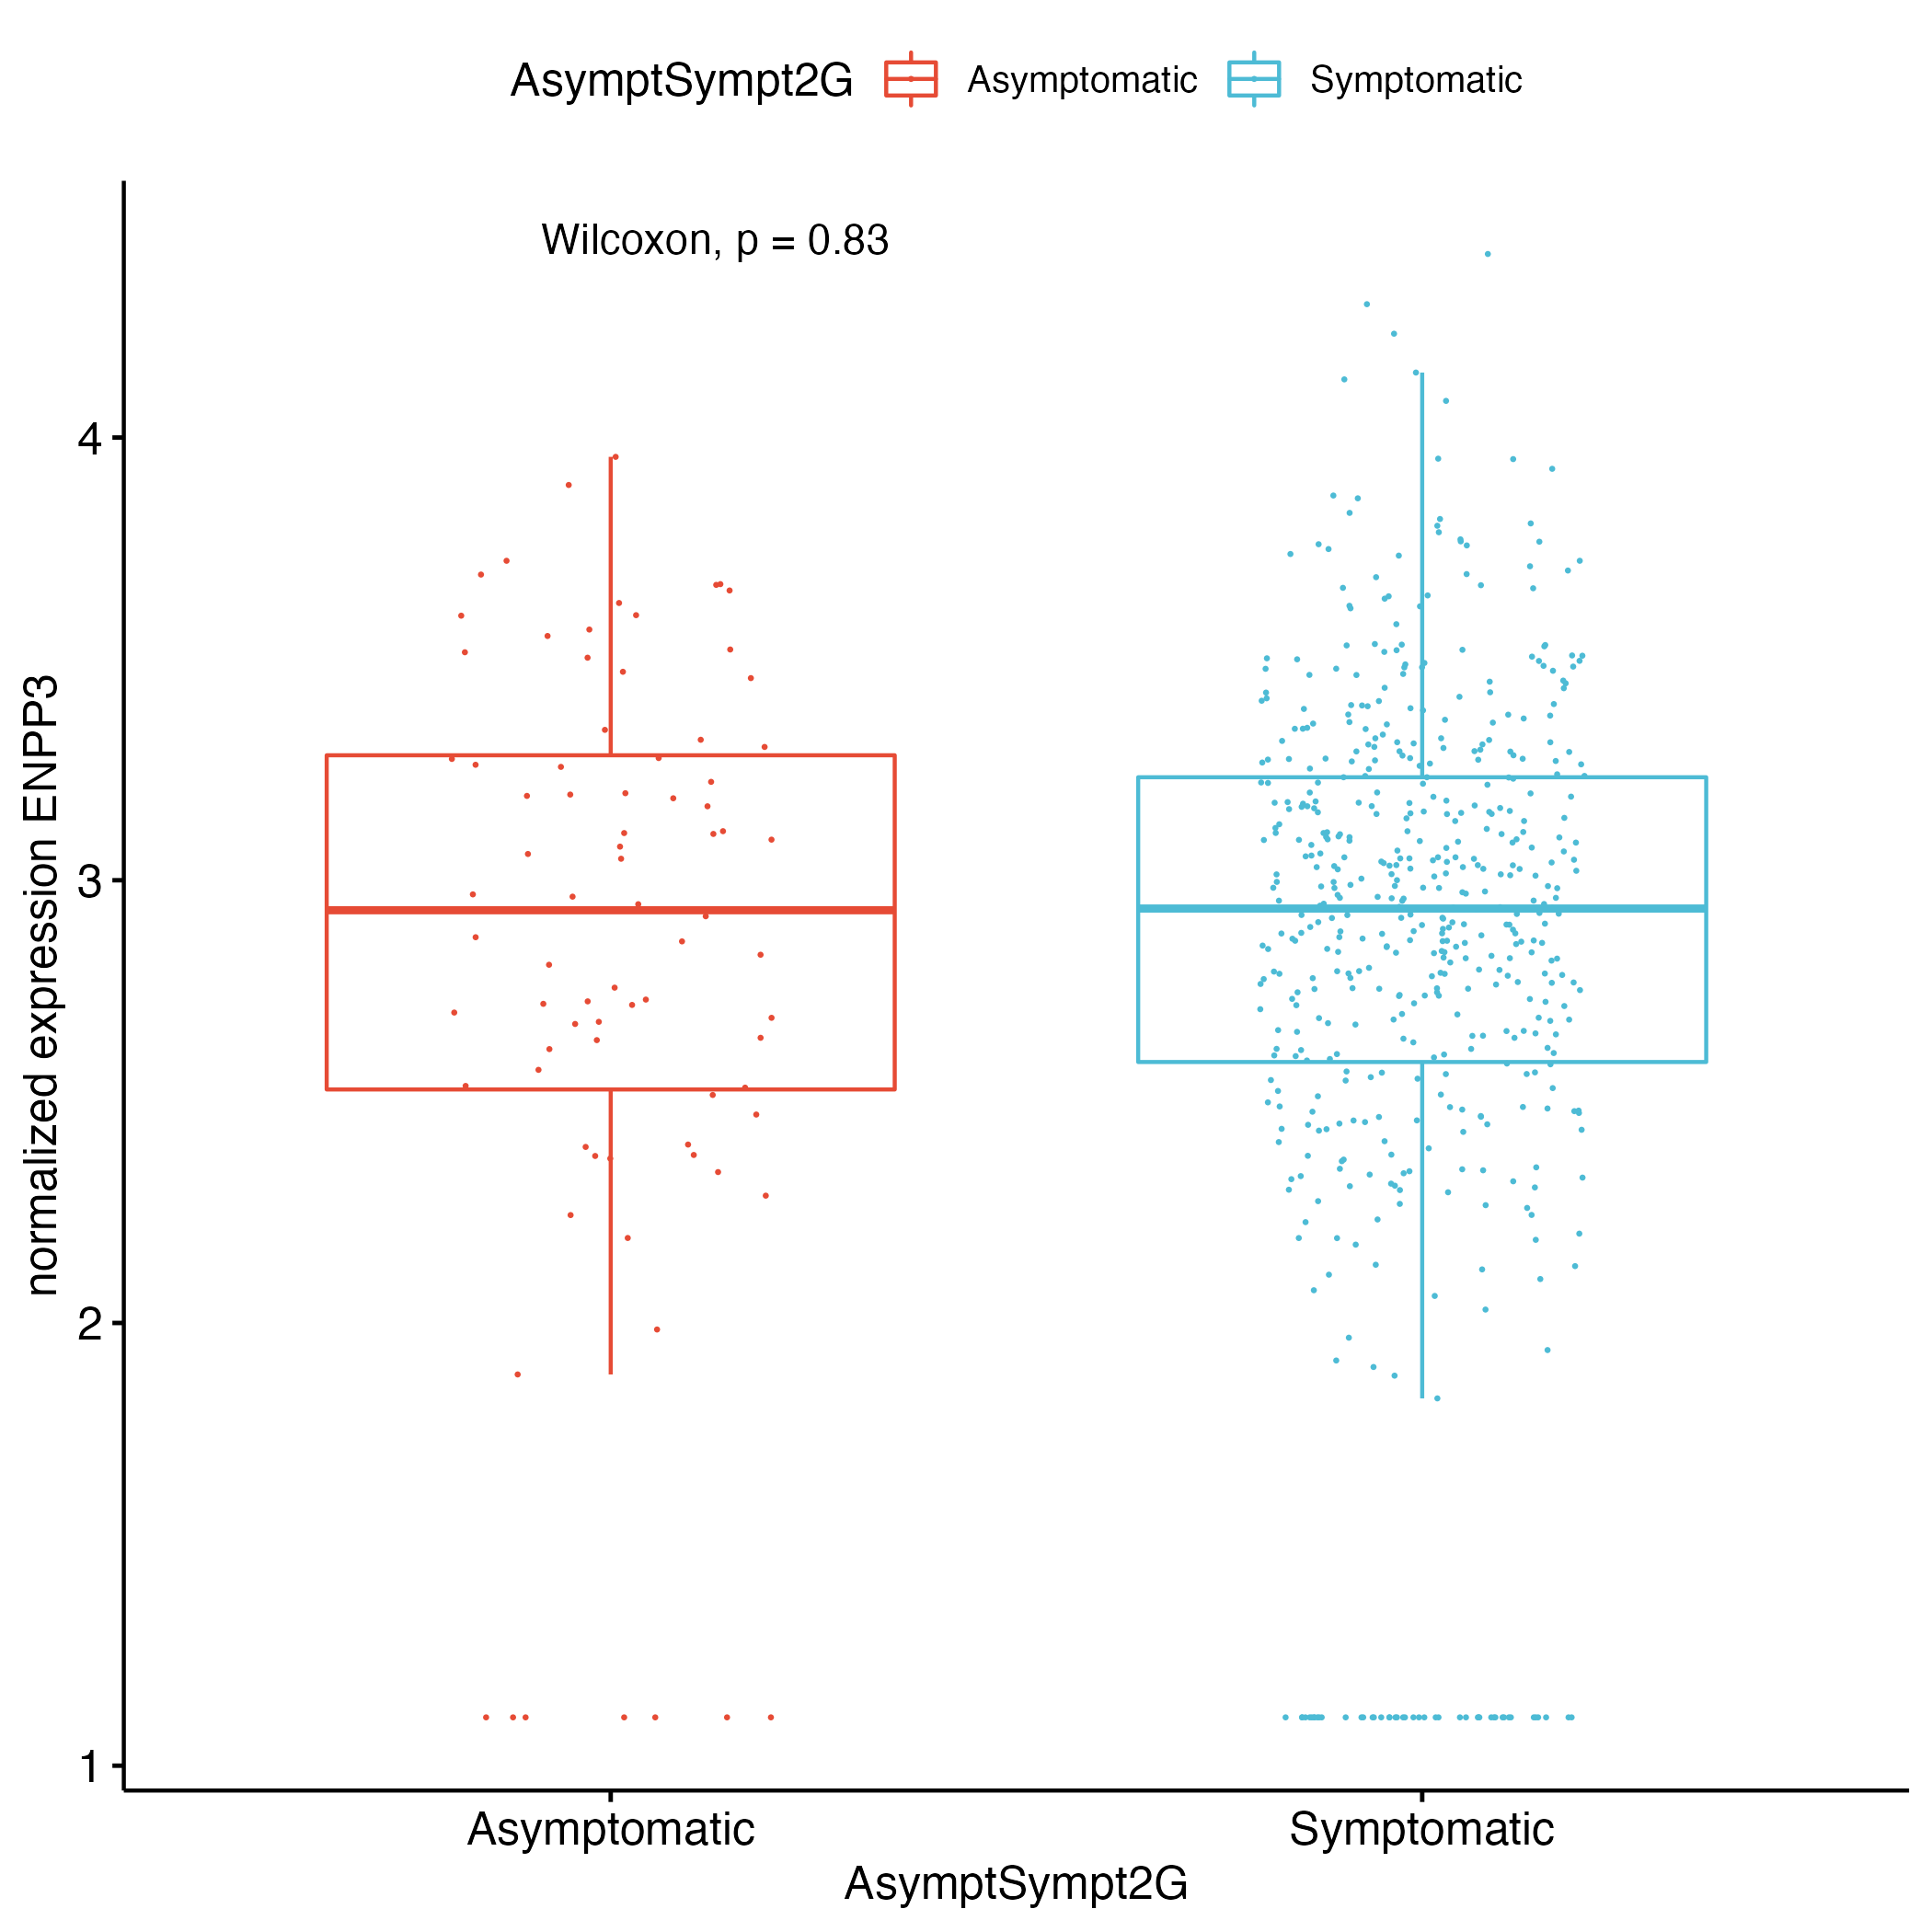 AsymptSympt2G Asymptomatic Symptomatic
Wilcoxon, p = 0.83
normalized expression ENPP3
4
3
2
1
Asymptomatic Symptomatic
AsymptSympt2G